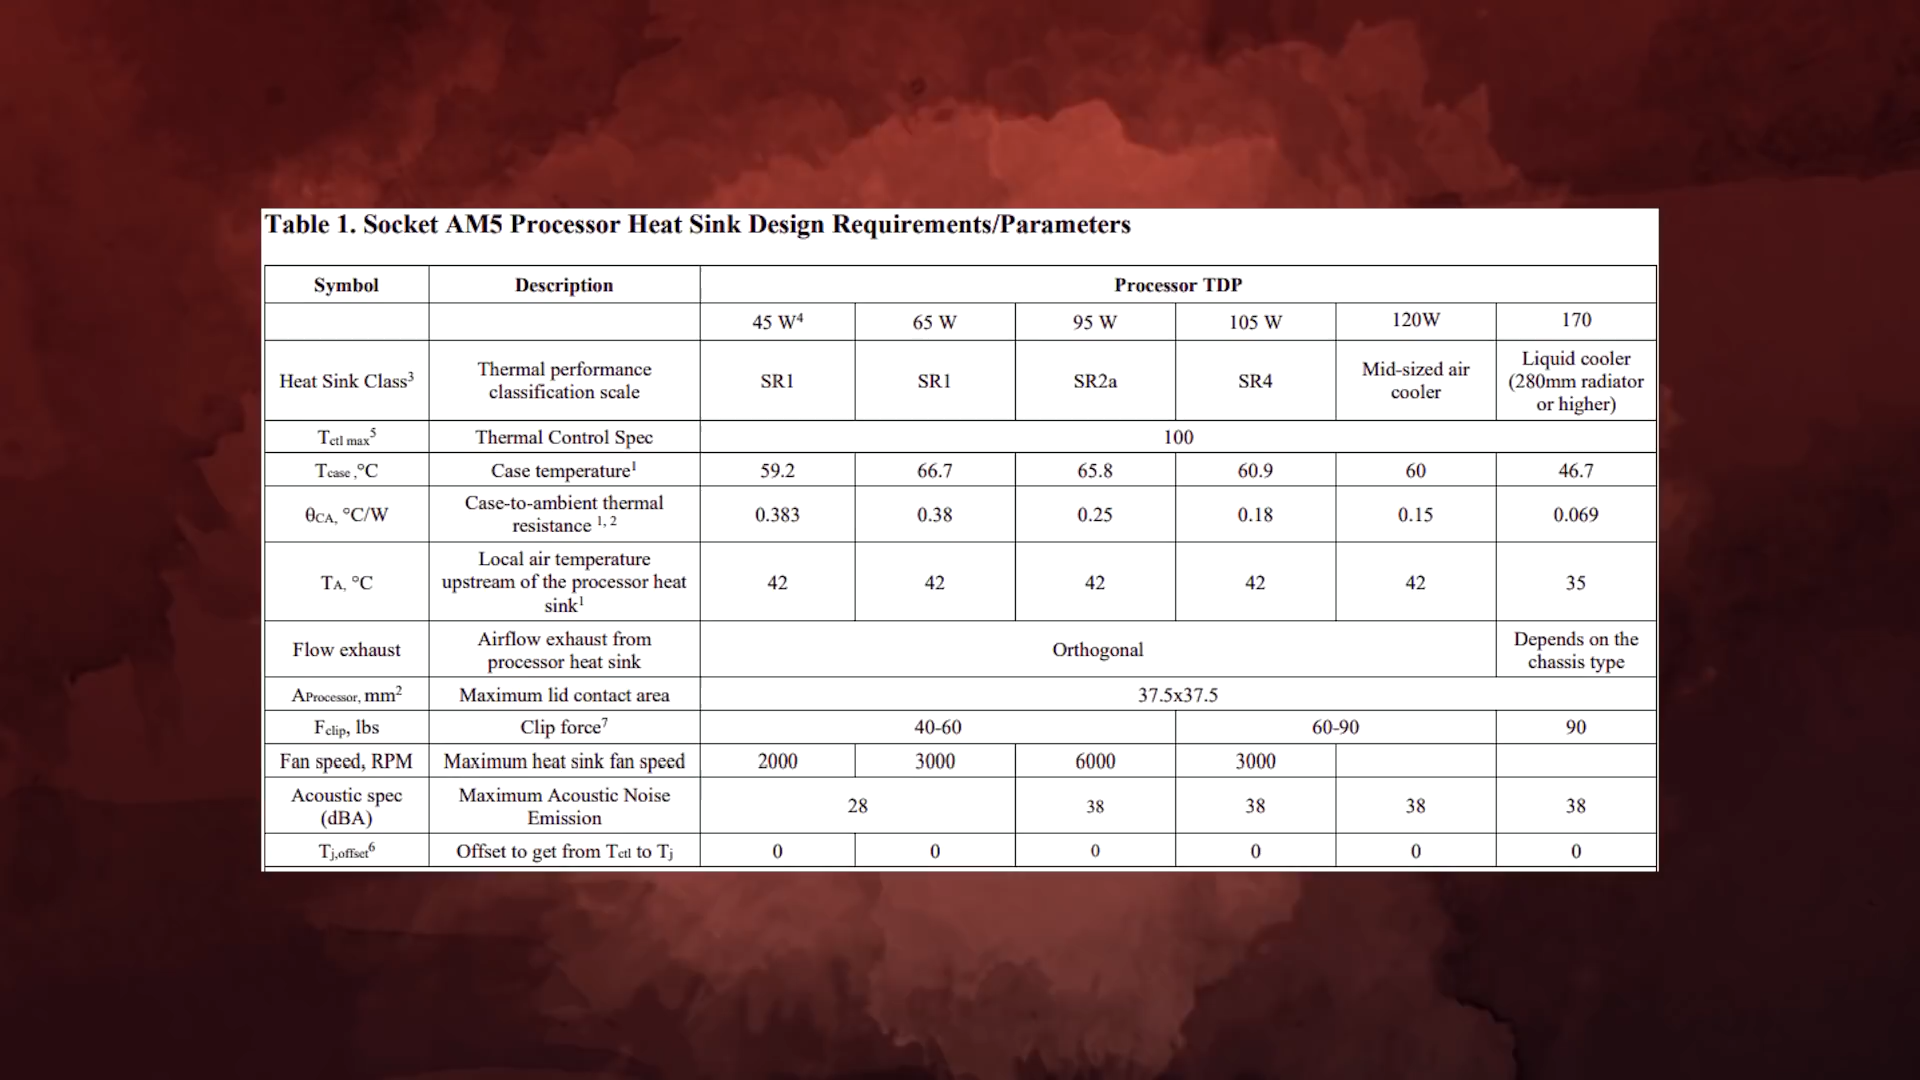 Table 1. Socket AM5 Processor Heat Sink Design Requirements/Parameters
Symbol Description Processor TDP
45 W4 65 W 95 W 105 W 120W 170
Heat Sink Class3 Thermal performance classification scale SR1 SR1 SR2a SR4 Mid-sized air cooler Liquid cooler (280mm radiator or higher)
Tctl max5 Thermal Control Spec 100
Tcase ,°C Case temperature1 59.2 66.7 65.8 60.9 60 46.7
θCA, °C/W Case-to-ambient thermal resistance 1, 2 0.383 0.38 0.25 0.18 0.15 0.069
TA, °C Local air temperature upstream of the processor heat sink1 42 42 42 42 42 35
Flow exhaust Airflow exhaust from processor heat sink Orthogonal Depends on the chassis type
AProcessor, mm2 Maximum lid contact area 37.5x37.5
Fclip, lbs Clip force7 40-60 60-90 90
Fan speed, RPM Maximum heat sink fan speed 2000 3000 6000 3000
Acoustic spec (dBA) Maximum Acoustic Noise Emission 28 38 38 38 38
Tj,offset6 Offset to get from Tctl to Tj 0 0 0 0 0 0